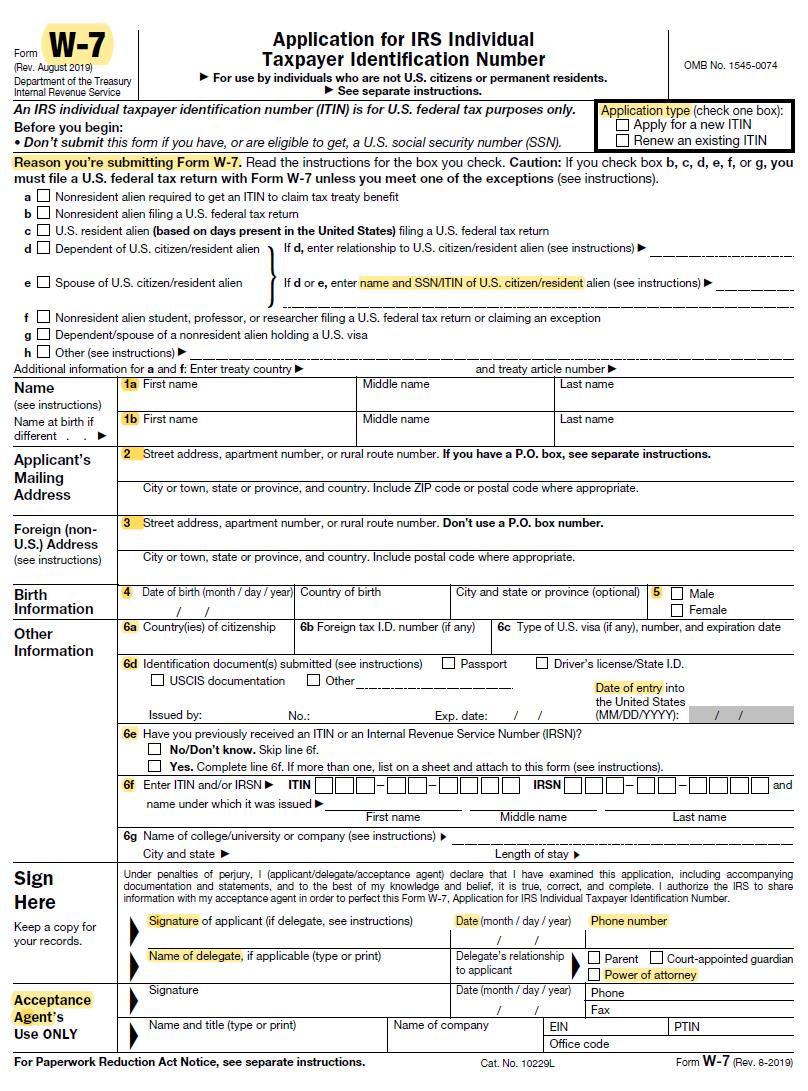 Form W-7
(Rev. August 2019)
Department of the Treasury
Internal Revenue Service
Application for IRS Individual
Taxpayer Identification Number
▶ For use by individuals who are not U.S. citizens or permanent residents.
▶ See separate instructions.
OMB No. 1545-0074
An IRS individual taxpayer identification number (ITIN) is for U.S. federal tax purposes only.
Before you begin:
• Don't submit this form if you have, or are eligible to get, a U.S. social security number (SSN).
Application type (check one box):
Apply for a new ITIN
Renew an existing ITIN
Reason you're submitting Form W-7. Read the instructions for the box you check. Caution: If you check box b, c, d, e, f, or g, you
must file a U.S. federal tax return with Form W-7 unless you meet one of the exceptions (see instructions).
a Nonresident alien required to get an ITIN to claim tax treaty benefit
b Nonresident alien filing a U.S. federal tax return
c U.S. resident alien (based on days present in the United States) filing a U.S. federal tax return
d Dependent of U.S. citizen/resident alien If d, enter relationship to U.S. citizen/resident alien (see instructions) ▶
e Spouse of U.S. citizen/resident alien If d or e, enter name and SSN/ITIN of U.S. citizen/resident alien (see instructions) ▶
f Nonresident alien student, professor, or researcher filing a U.S. federal tax return or claiming an exception
g Dependent/spouse of a nonresident alien holding a U.S. visa
h Other (see instructions) ▶
Additional information for a and f: Enter treaty country ▶ and treaty article number ▶
Name
(see instructions)
1a First name Middle name Last name
Name at birth if
different . . ▶
1b First name Middle name Last name
Applicant's
Mailing
Address
2 Street address, apartment number, or rural route number. If you have a P.O. box, see separate instructions.
City or town, state or province, and country. Include ZIP code or postal code where appropriate.
Foreign (non-
U.S.) Address
(see instructions)
3 Street address, apartment number, or rural route number. Don't use a P.O. box number.
City or town, state or province, and country. Include postal code where appropriate.
Birth
Information
4 Date of birth (month / day / year) Country of birth City and state or province (optional) 5 Male
/ / Female
Other
Information
6a Country(ies) of citizenship 6b Foreign tax I.D. number (if any) 6c Type of U.S. visa (if any), number, and expiration date
6d Identification document(s) submitted (see instructions) Passport Driver's license/State I.D.
USCIS documentation Other
Date of entry into
the United States
Issued by: No.: Exp. date: / / (MM/DD/YYYY): / /
6e Have you previously received an ITIN or an Internal Revenue Service Number (IRSN)?
No/Don't know. Skip line 6f.
Yes. Complete line 6f. If more than one, list on a sheet and attach to this form (see instructions).
6f Enter ITIN and/or IRSN ▶ ITIN – – IRSN – – and
name under which it was issued ▶
First name Middle name Last name
6g Name of college/university or company (see instructions) ▶
City and state ▶ Length of stay ▶
Sign
Here
Keep a copy for
your records.
Under penalties of perjury, I (applicant/delegate/acceptance agent) declare that I have examined this application, including accompanying
documentation and statements, and to the best of my knowledge and belief, it is true, correct, and complete. I authorize the IRS to share
information with my acceptance agent in order to perfect this Form W-7, Application for IRS Individual Taxpayer Identification Number.
Signature of applicant (if delegate, see instructions) Date (month / day / year) Phone number
/ /
Name of delegate, if applicable (type or print) Delegate's relationship
to applicant
Parent Court-appointed guardian
Power of attorney
Acceptance
Agent's
Use ONLY
Signature Date (month / day / year) Phone
/ / Fax
Name and title (type or print) Name of company EIN PTIN
Office code
For Paperwork Reduction Act Notice, see separate instructions. Cat. No. 10229L Form W-7 (Rev. 8-2019)